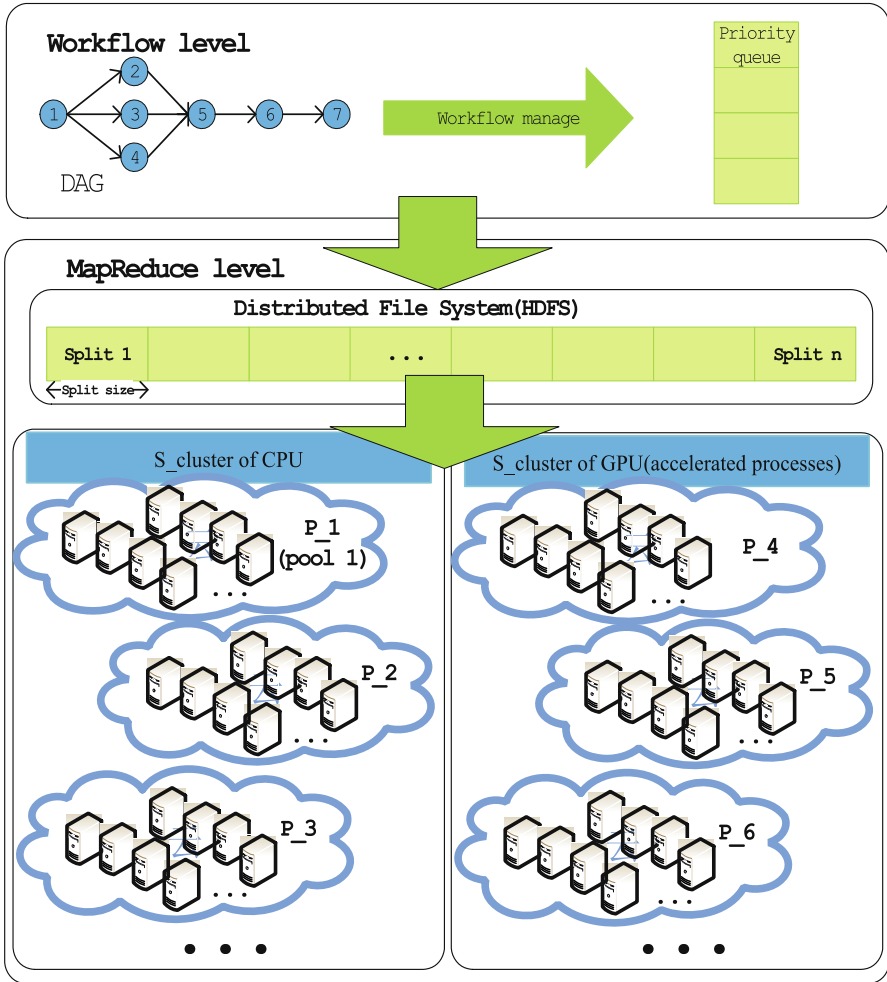 Workflow level
Priority
queue
2
1
3
5
6
7
4
Workflow manage
DAG
MapReduce level
Distributed File System(HDFS)
Split 1
...
Split n
Split size
S_cluster of CPU
S_cluster of GPU(accelerated processes)
P_1
(pool 1)
...
P_4
...
P_2
...
P_5
...
P_3
...
P_6
...
• • •
• • •